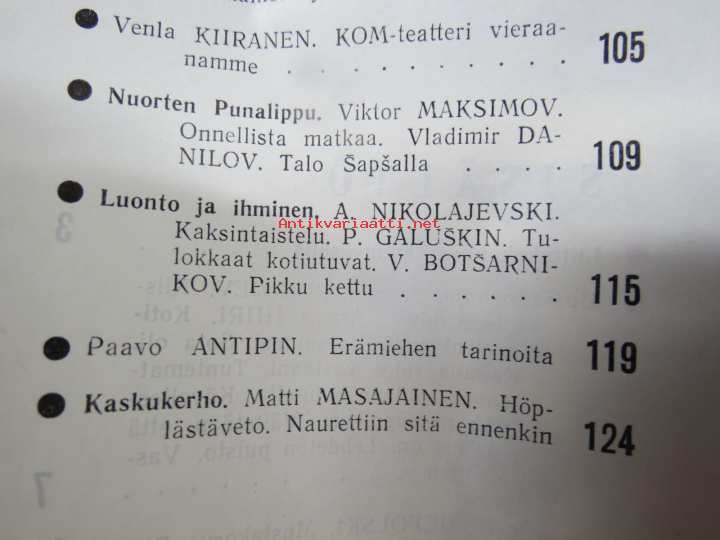 ● Venla KIIRANEN. KOM-teatteri vieraa-
namme . . . . . . . . . . 105
● Nuorten Punalippu. Viktor MAKSIMOV.
Onnellista matkaa. Vladimir DA-
NILOV. Talo Šapšalla . . . . 109
● Luonto ja ihminen. A. NIKOLAJEVSKI.
Antikvariaatti.net
Kaksintaistelu. P. GALUŠKIN. Tu-
lokkaat kotiutuvat. V. BOTŠARNI-
KOV. Pikku kettu . . . . . . 115
● Paavo ANTIPIN. Erämiehen tarinoita 119
● Kaskukerho. Matti MASAJAINEN. Höp-
lästäveto. Naurettiin sitä ennenkin 124